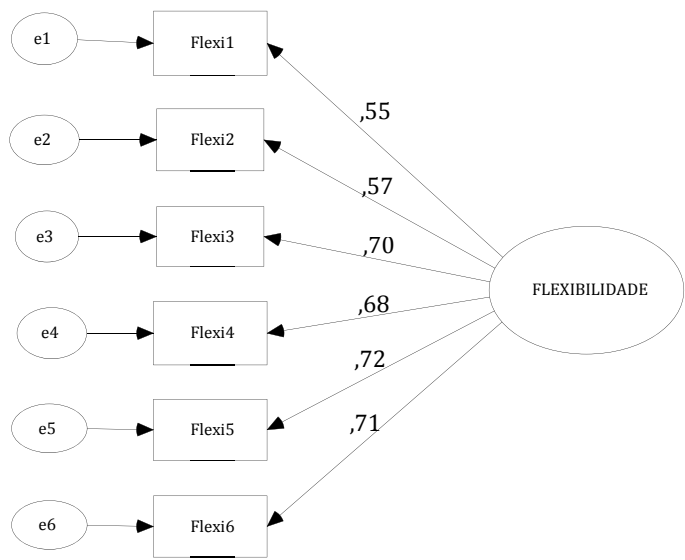 e1 Flexi1
,55
e2 Flexi2
,57
e3 Flexi3
,70
FLEXIBILIDADE
e4 Flexi4
,68
e5 Flexi5
,72
e6 Flexi6
,71